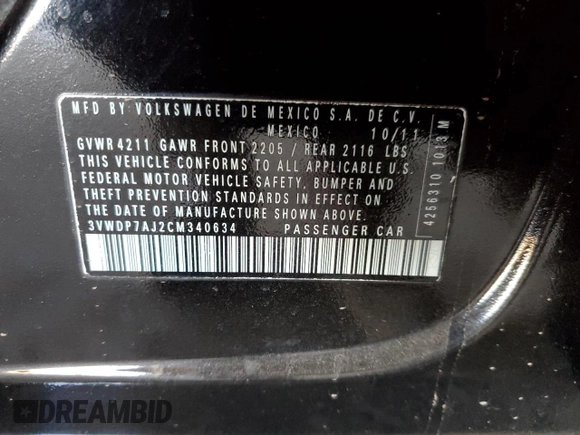 MFD BY VOLKSWAGEN DE MEXICO S.A. DE C.V.
MEXICO 10/11
GVWR 4211 GAWR FRONT 2205 / REAR 2116 LBS
THIS VEHICLE CONFORMS TO ALL APPLICABLE U.S.
FEDERAL MOTOR VEHICLE SAFETY, BUMPER AND
THEFT PREVENTION STANDARDS IN EFFECT ON
THE DATE OF MANUFACTURE SHOWN ABOVE.
3VWDP7AJ2CM340634 PASSENGER CAR
4256310 1013 M
DREAMBID